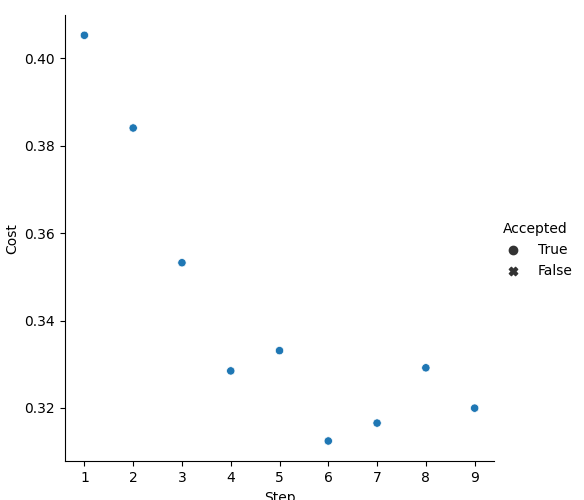 0.40
0.38
0.36
0.34
0.32
Cost
1 2 3 4 5 6 7 8 9
Step
Accepted
True
False